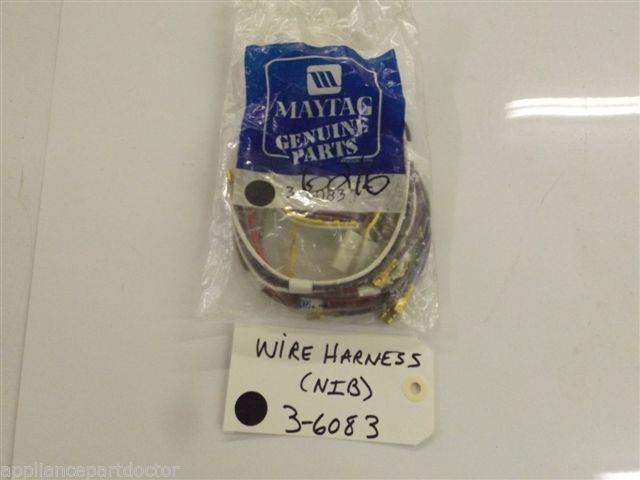 MAYTAG
GENUINE
PARTS
WiRE HARNESS
(NIB)
3-6083
appliancepartdoctor